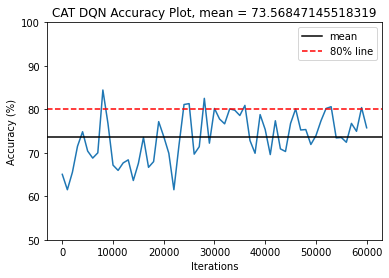 CAT DQN Accuracy Plot, mean = 73.56847145518319
mean
80% line
100
90
80
70
60
50
Accuracy (%)
0
10000
20000
30000
40000
50000
60000
Iterations